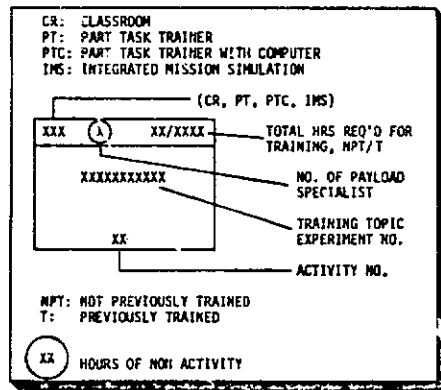 CR: CLASSROOM
PT: PART TASK TRAINER
PTC: PART TASK TRAINER WITH COMPUTER
IMS: INTEGRATED MISSION SIMULATION
(CR, PT, PTC, IMS)
XXX X XX/XXXX TOTAL HRS REQ'D FOR
TRAINING, NPT/T
NO. OF PAYLOAD
SPECIALIST
XXXXXXXXXXX
TRAINING TOPIC
EXPERIMENT NO.
XX
ACTIVITY NO.
NPT: NOT PREVIOUSLY TRAINED
T: PREVIOUSLY TRAINED
XX HOURS OF NON ACTIVITY